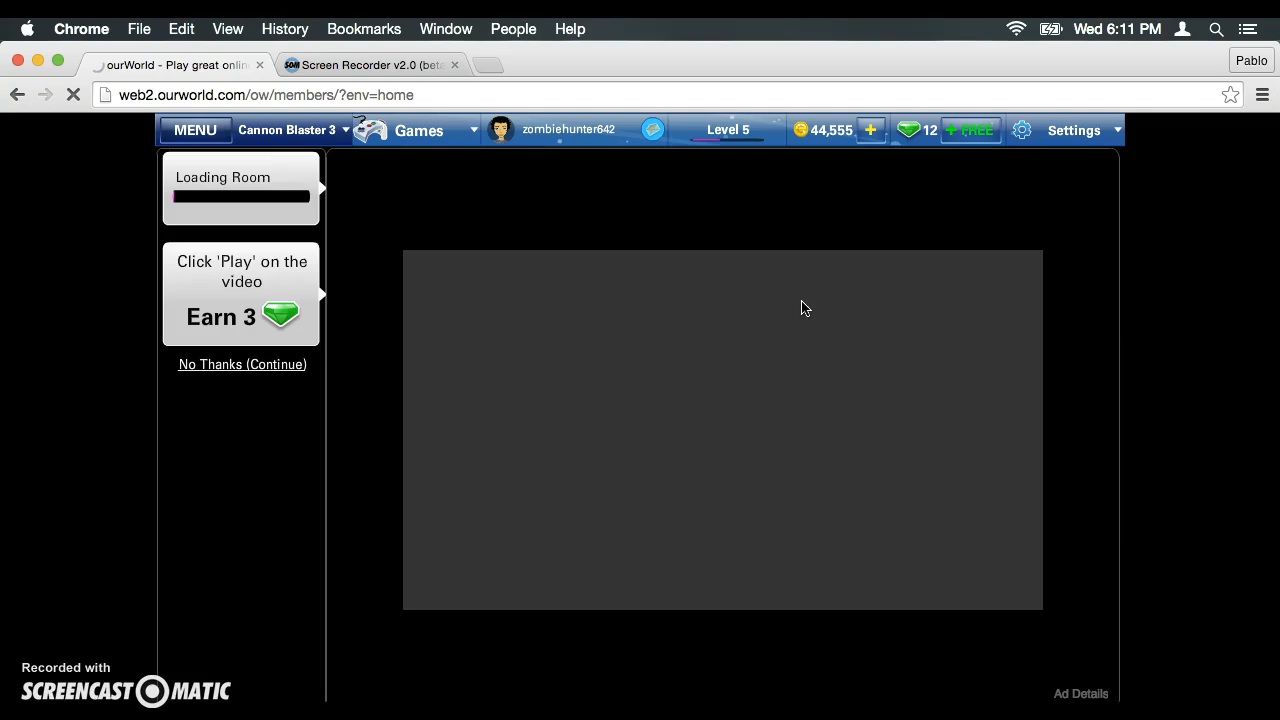 Chrome File Edit View History Bookmarks Window People Help Wed 6:11 PM
ourWorld - Play great onlin Screen Recorder v2.0 (beta Pablo
web2.ourworld.com/ow/members/?env=home
MENU Cannon Blaster 3 Games zombiehunter642 Level 5 44,555 + 12 + FREE Settings
Loading Room
Click 'Play' on the
video
Earn 3
No Thanks (Continue)
Recorded with
SCREENCAST MATIC
Ad Details